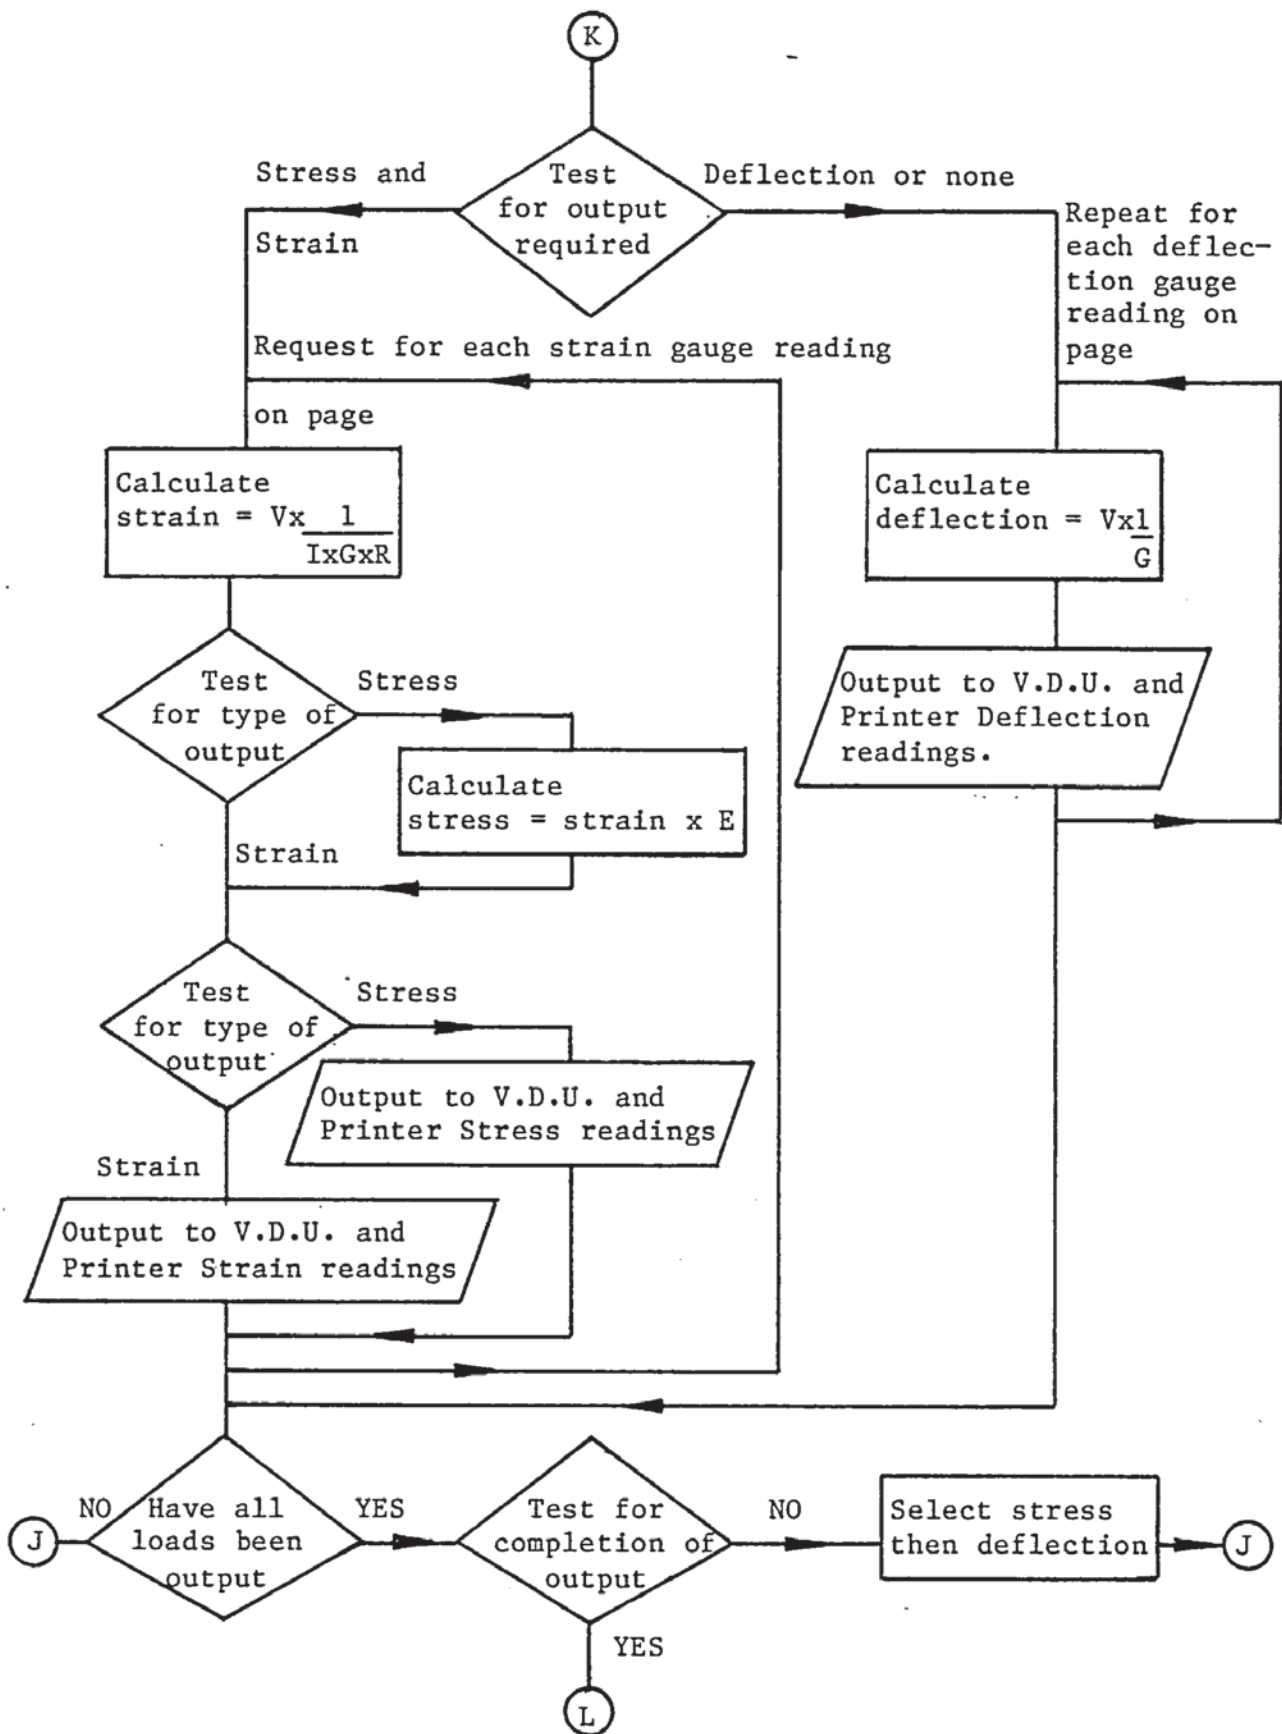 K
Test
for output
required
Stress and
Strain
Deflection or none
Repeat for
each deflec-
tion gauge
reading on
page
Request for each strain gauge reading
on page
Calculate
strain = Vx 1
IxGxR
Calculate
deflection = Vx1
G
Test
for type of
output
Stress
Calculate
stress = strain x E
Strain
Output to V.D.U. and
Printer Deflection
readings.
Test
for type of
output
Stress
Output to V.D.U. and
Printer Stress readings
Strain
Output to V.D.U. and
Printer Strain readings
J
NO
Have all
loads been
output
YES
Test for
completion of
output
NO
Select stress
then deflection
J
YES
L